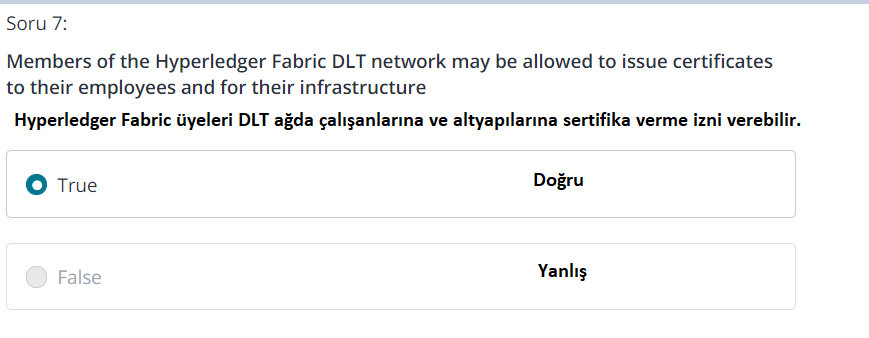 Soru 7:
Members of the Hyperledger Fabric DLT network may be allowed to issue certificates
to their employees and for their infrastructure
Hyperledger Fabric üyeleri DLT ağda çalışanlarına ve altyapılarına sertifika verme izni verebilir.
True Doğru
False Yanlış